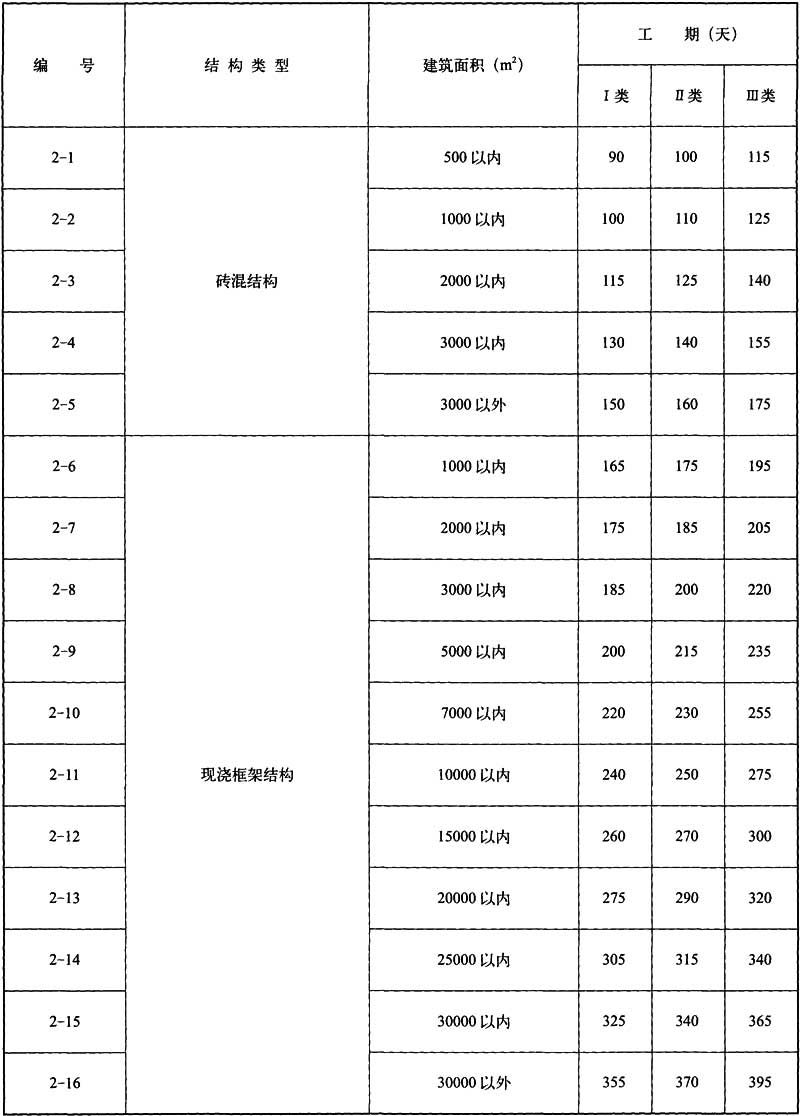 编 号 结 构 类 型 建筑面积（m²） 工 期（天）
Ⅰ类 Ⅱ类 Ⅲ类
2-1 500 以内 90 100 115
2-2 1000 以内 100 110 125
2-3 砖混结构 2000 以内 115 125 140
2-4 3000 以内 130 140 155
2-5 3000 以外 150 160 175
2-6 1000 以内 165 175 195
2-7 2000 以内 175 185 205
2-8 3000 以内 185 200 220
2-9 5000 以内 200 215 235
2-10 7000 以内 220 230 255
2-11 现浇框架结构 10000 以内 240 250 275
2-12 15000 以内 260 270 300
2-13 20000 以内 275 290 320
2-14 25000 以内 305 315 340
2-15 30000 以内 325 340 365
2-16 30000 以外 355 370 395